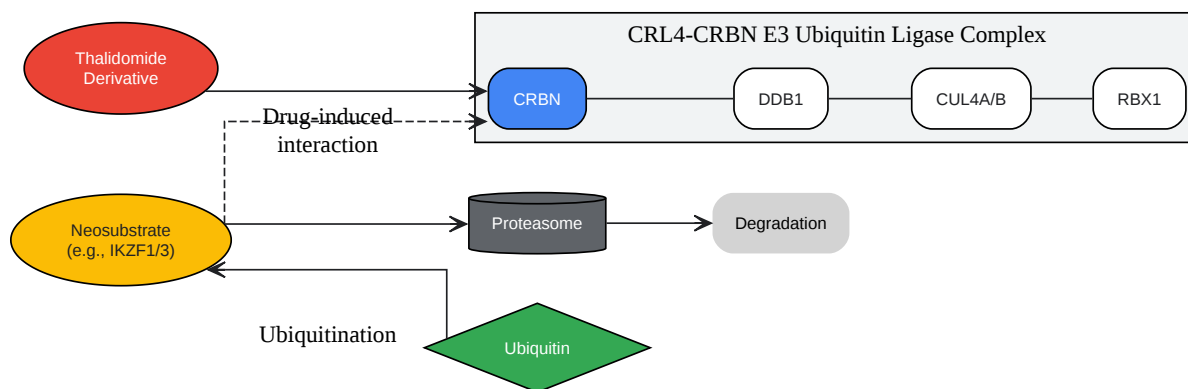 CRL4-CRBN E3 Ubiquitin Ligase Complex
Thalidomide
Derivative
CRBN
DDB1
CUL4A/B
RBX1
Drug-induced
interaction
Neosubstrate
(e.g., IKZF1/3)
Proteasome
Degradation
Ubiquitination
Ubiquitin